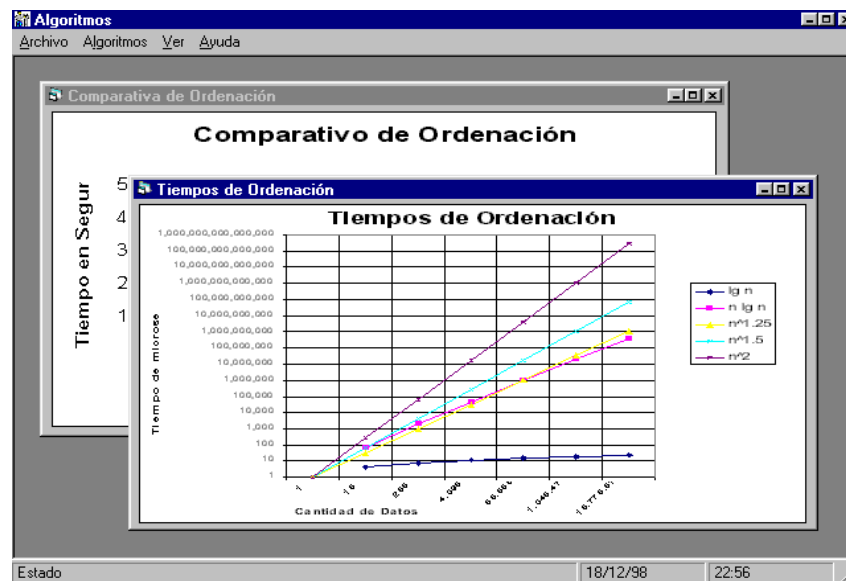 Algoritmos
Archivo Algoritmos Ver Ayuda
Comparativa de Ordenación
Comparativo de Ordenación
Tiempo en Segur
5
4
3
2
1
Tiempos de Ordenación
Tiempos de Ordenación
Tiempo de microse
1,000,000,000,000,000
100,000,000,000,000
10,000,000,000,000
1,000,000,000,000
100,000,000,000
10,000,000,000
1,000,000,000
100,000,000
10,000,000
1,000,000
100,000
10,000
1,000
100
10
1
1
16
256
4,096
Cantidad de Datos
lg n
n lg n
n^1.25
n^1.5
n^2
Estado
18/12/98
22:56